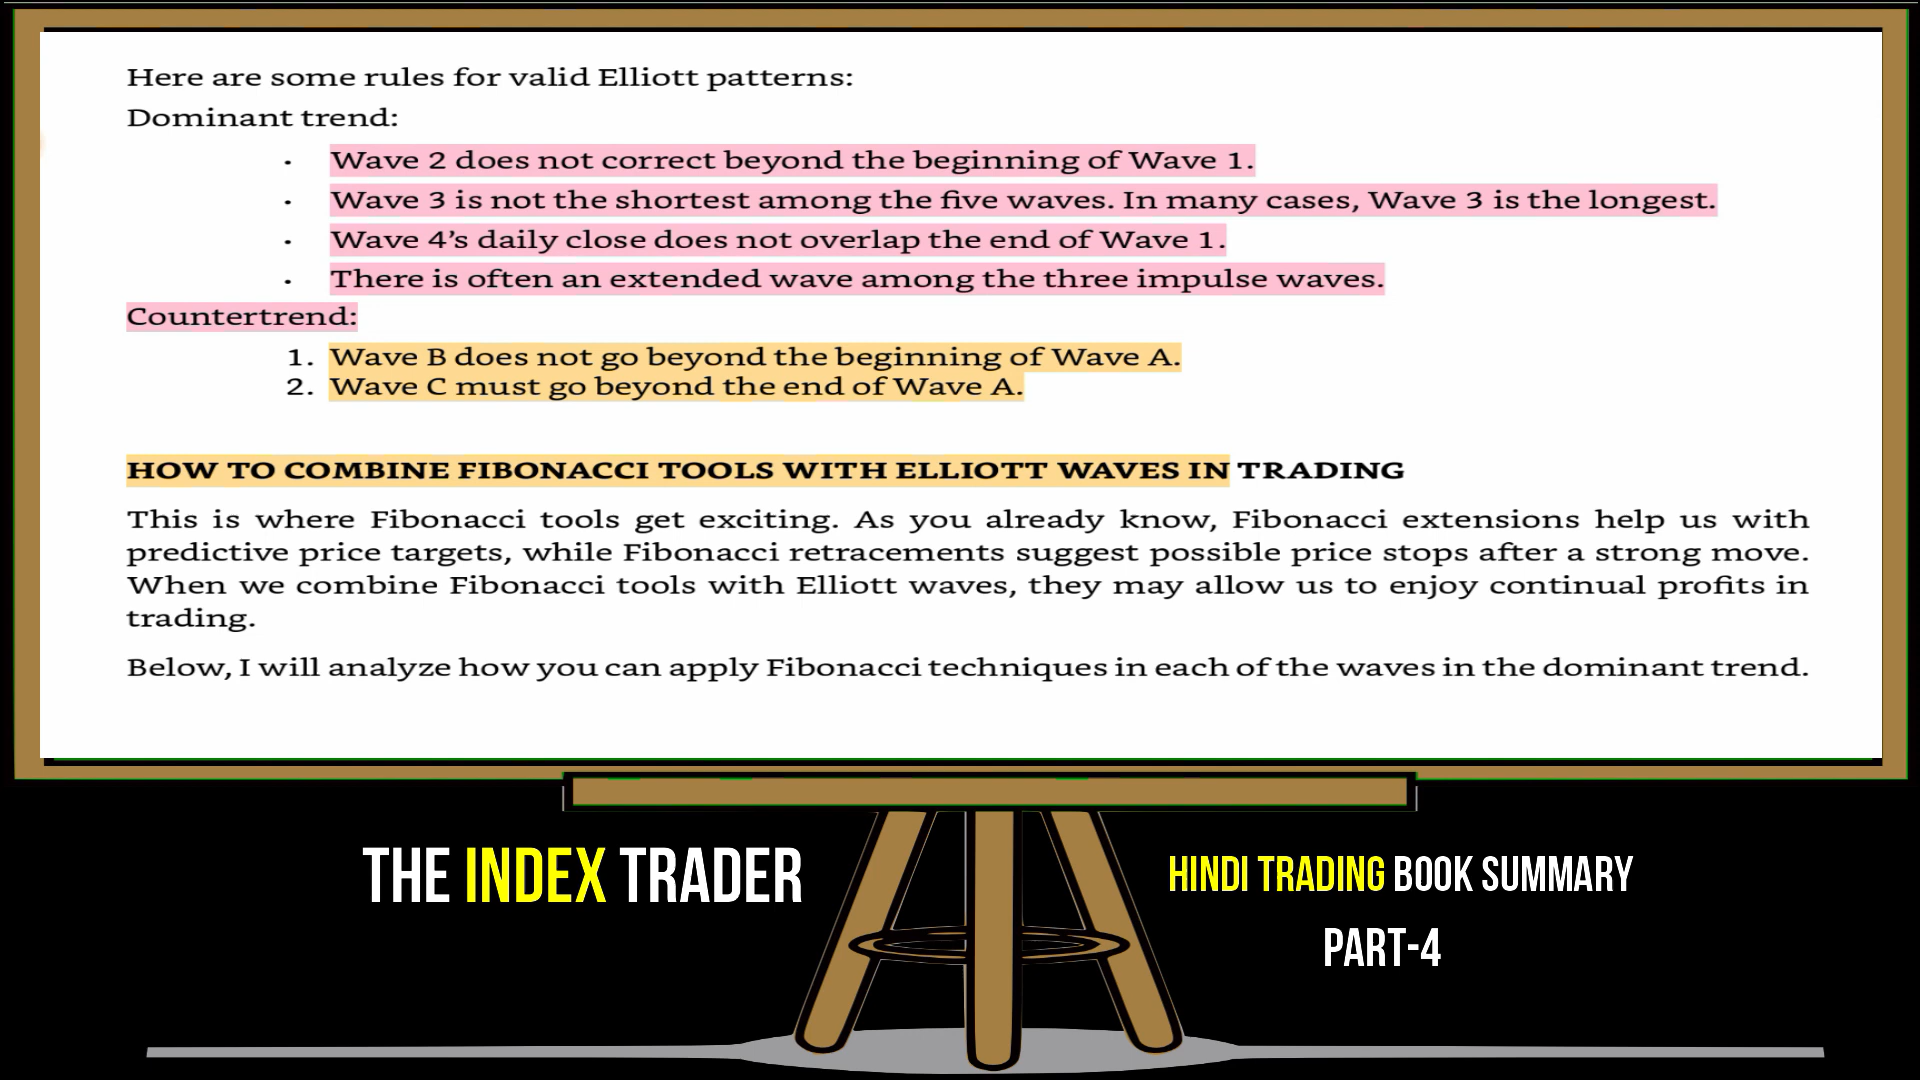 Here are some rules for valid Elliott patterns:
Dominant trend:
· Wave 2 does not correct beyond the beginning of Wave 1.
· Wave 3 is not the shortest among the five waves. In many cases, Wave 3 is the longest.
· Wave 4’s daily close does not overlap the end of Wave 1.
· There is often an extended wave among the three impulse waves.
Countertrend:
1. Wave B does not go beyond the beginning of Wave A.
2. Wave C must go beyond the end of Wave A.
HOW TO COMBINE FIBONACCI TOOLS WITH ELLIOTT WAVES IN TRADING
This is where Fibonacci tools get exciting. As you already know, Fibonacci extensions help us with
predictive price targets, while Fibonacci retracements suggest possible price stops after a strong move.
When we combine Fibonacci tools with Elliott waves, they may allow us to enjoy continual profits in
trading.
Below, I will analyze how you can apply Fibonacci techniques in each of the waves in the dominant trend.
THE INDEX TRADER
HINDI TRADING BOOK SUMMARY
PART-4